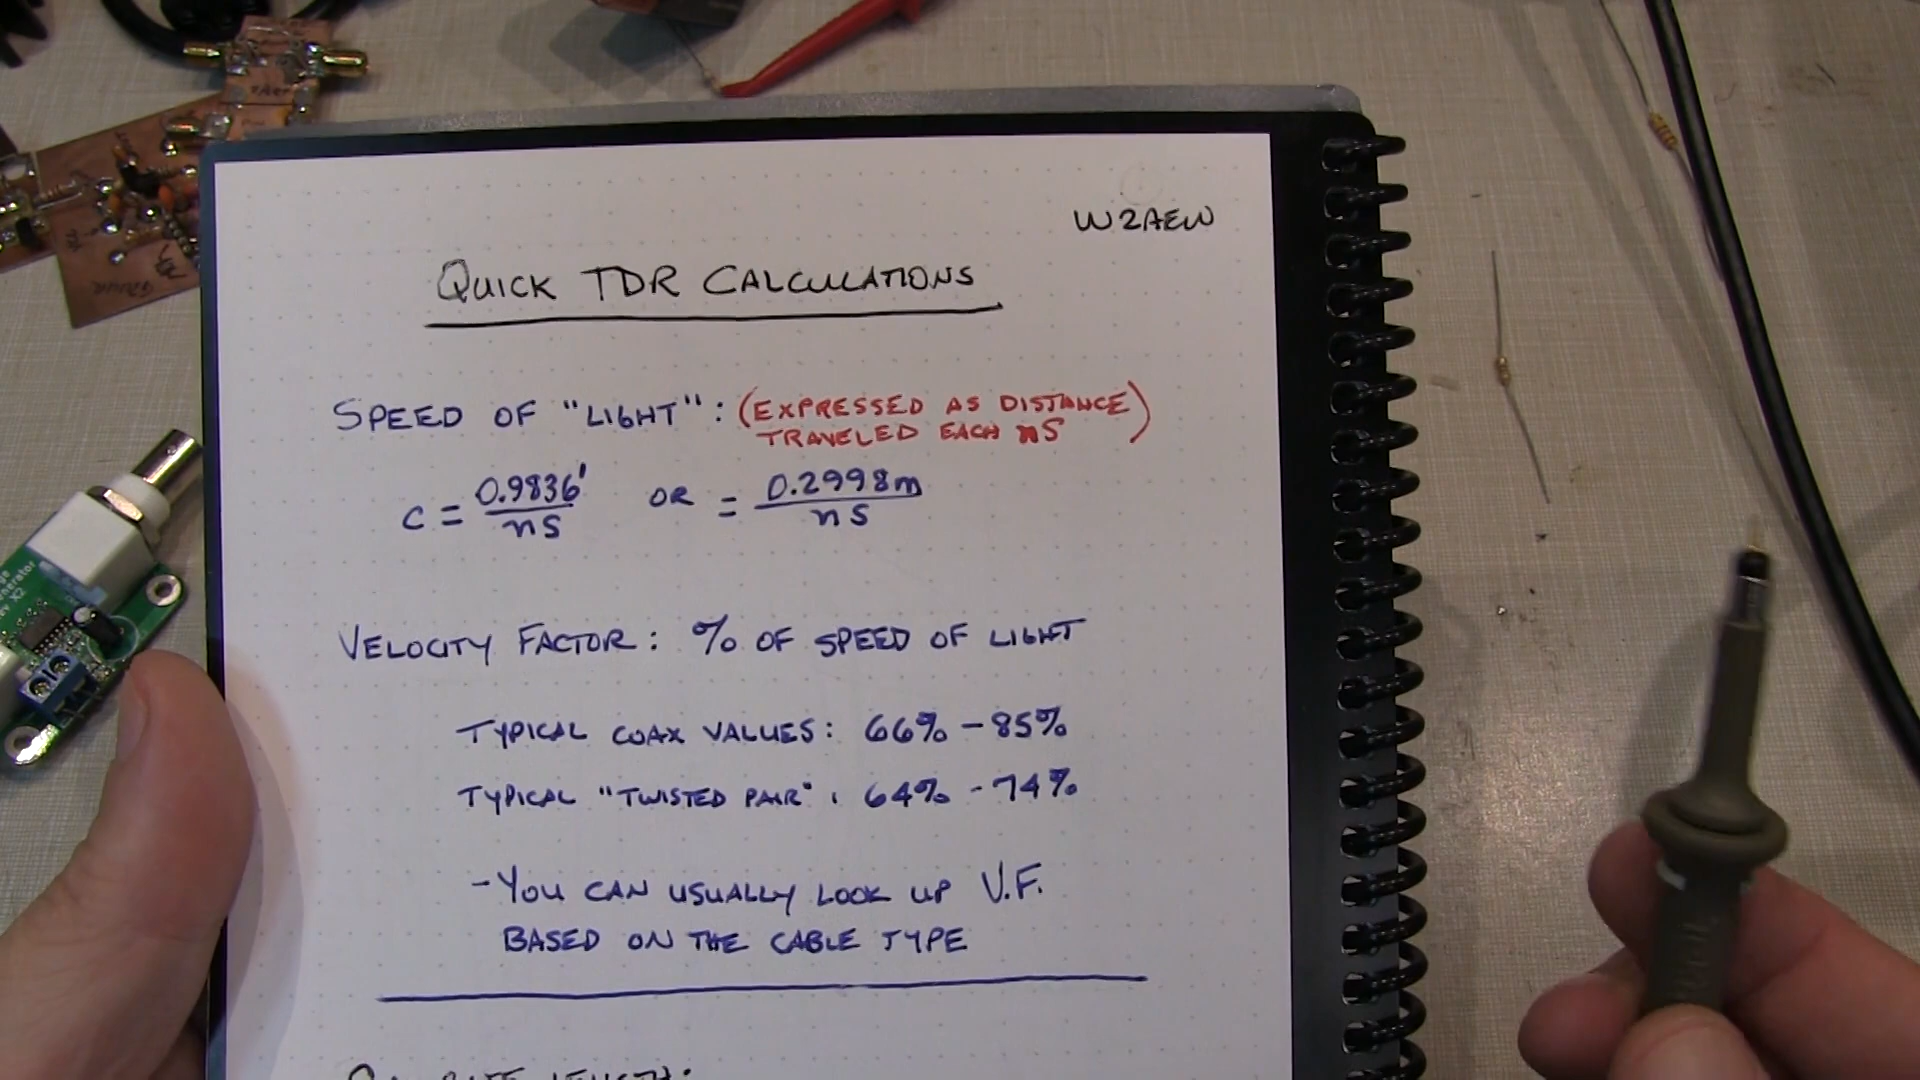 W2AEW
QUICK TDR CALCULATIONS
SPEED OF "LIGHT": (EXPRESSED AS DISTANCE
TRAVELED EACH nS)
c = 0.9836'/nS OR = 0.2998m/nS
VELOCITY FACTOR: % OF SPEED OF LIGHT
TYPICAL COAX VALUES: 66% - 85%
TYPICAL "TWISTED PAIR": 64% - 74%
- YOU CAN USUALLY LOOK UP V.F.
BASED ON THE CABLE TYPE
LENGTH: